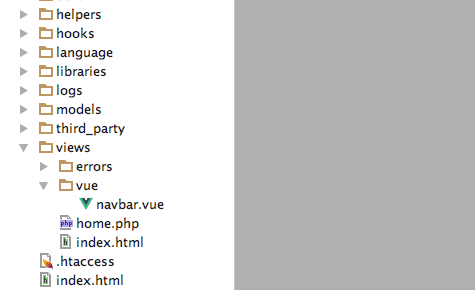 helpers
hooks
language
libraries
logs
models
third_party
views
errors
vue
navbar.vue
php home.php
h index.html
.htaccess
h index.html